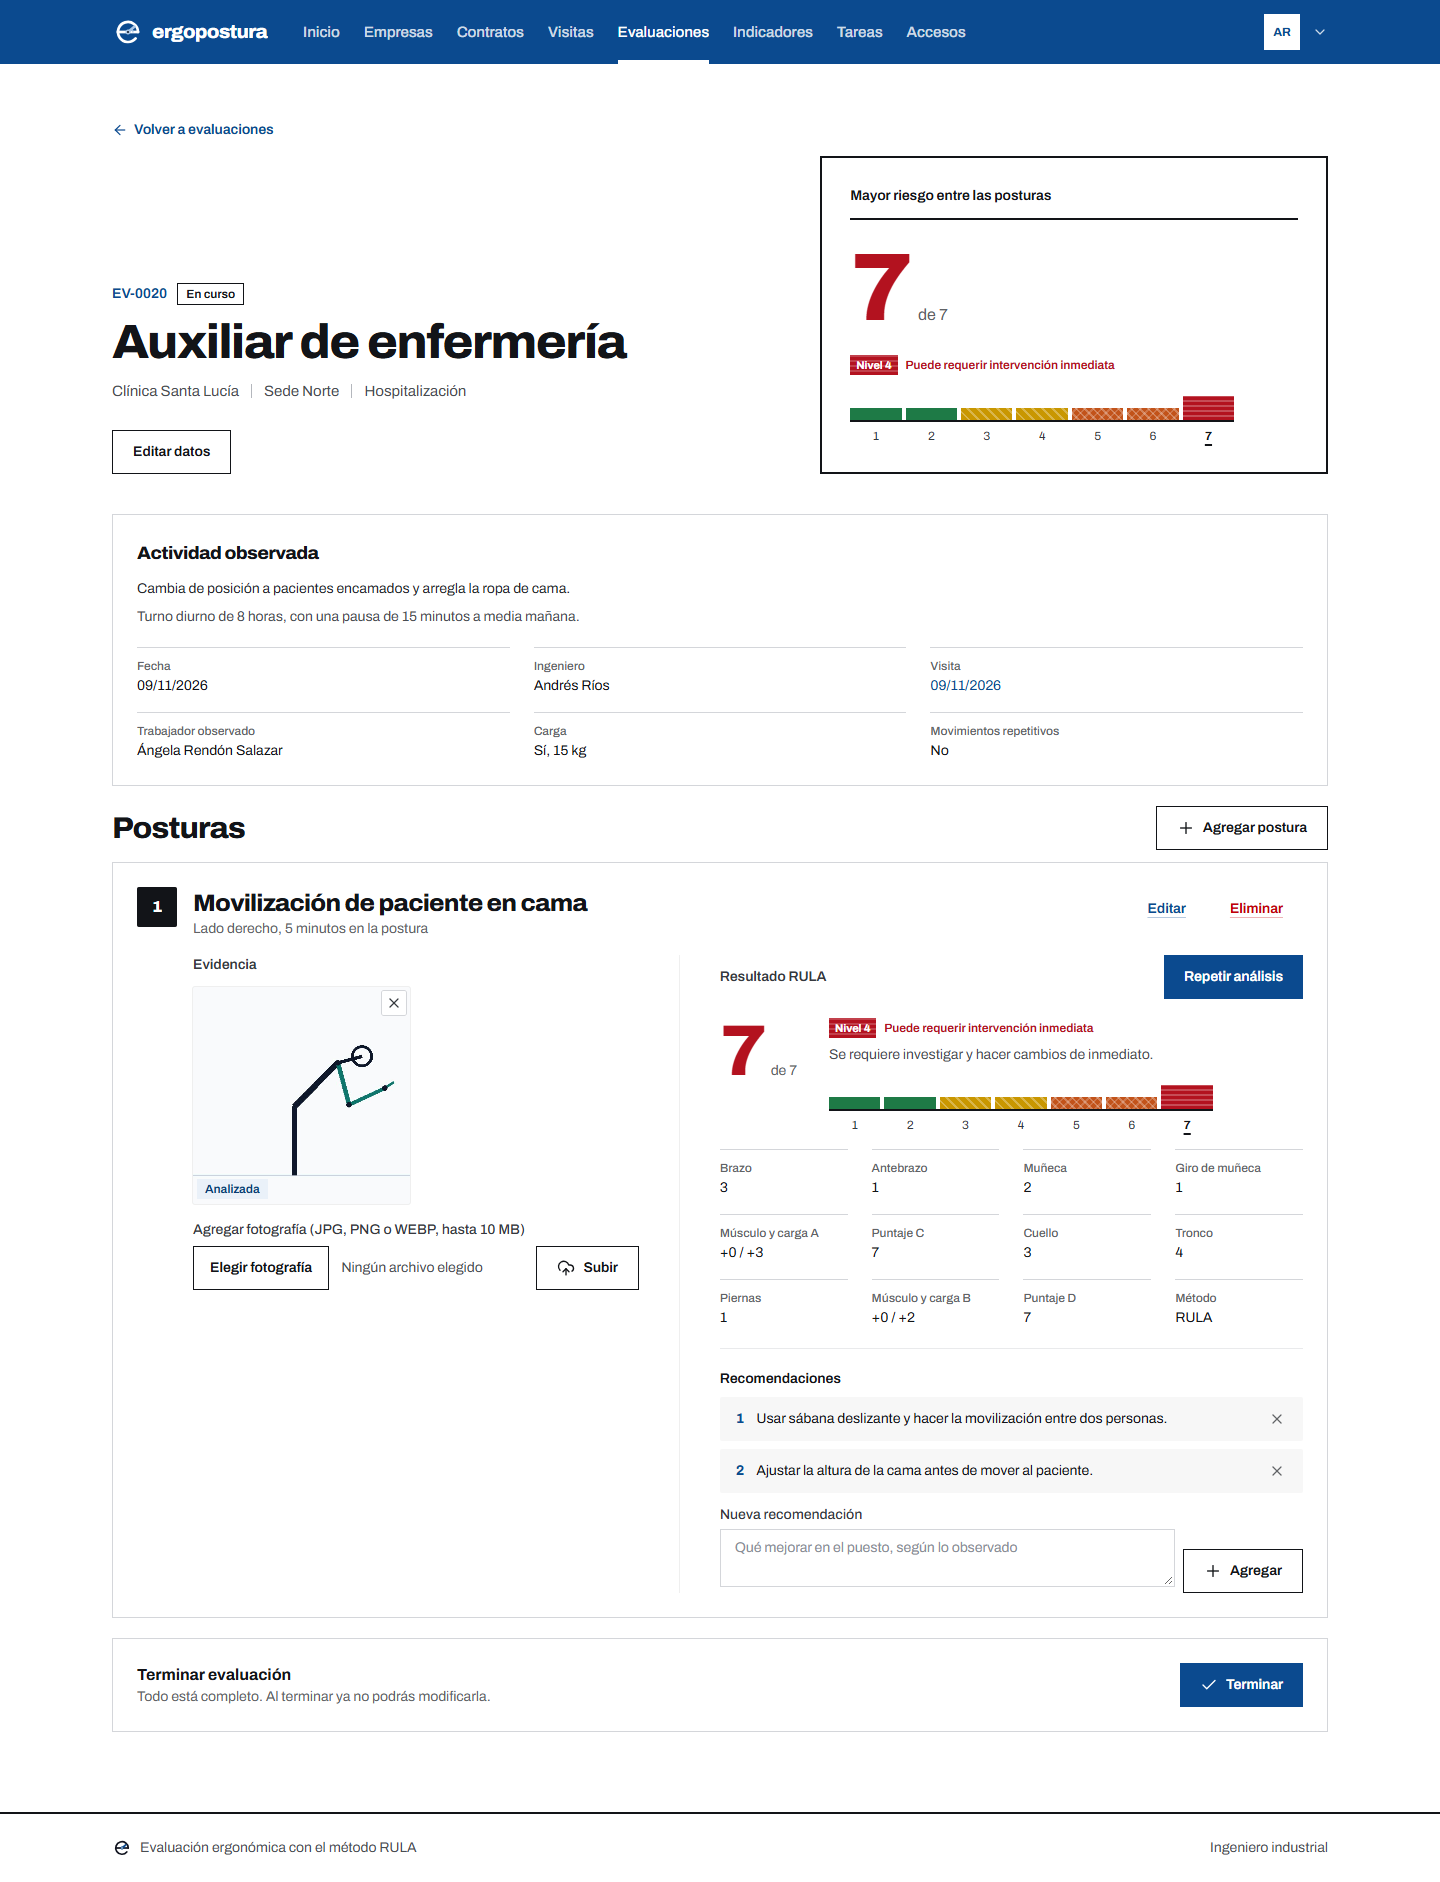 ergopostura
Inicio
Empresas
Contratos
Visitas
Evaluaciones
Indicadores
Tareas
Accesos
AR
Volver a evaluaciones
Mayor riesgo entre las posturas
7 de 7
Nivel 4 Puede requerir intervención inmediata
1 2 3 4 5 6 7
EV-0020 En curso
Auxiliar de enfermería
Clínica Santa Lucía | Sede Norte | Hospitalización
Editar datos
Actividad observada
Cambia de posición a pacientes encamados y arregla la ropa de cama.
Turno diurno de 8 horas, con una pausa de 15 minutos a media mañana.
Fecha
09/11/2026
Ingeniero
Andrés Ríos
Visita
09/11/2026
Trabajador observado
Ángela Rendón Salazar
Carga
Sí, 15 kg
Movimientos repetitivos
No
Posturas
Agregar postura
1 Movilización de paciente en cama
Lado derecho, 5 minutos en la postura
Editar
Eliminar
Evidencia
Analizada
Agregar fotografía (JPG, PNG o WEBP, hasta 10 MB)
Elegir fotografía
Ningún archivo elegido
Subir
Resultado RULA
Repetir análisis
7 de 7
Nivel 4 Puede requerir intervención inmediata
Se requiere investigar y hacer cambios de inmediato.
1 2 3 4 5 6 7
Brazo
3
Antebrazo
1
Muñeca
2
Giro de muñeca
1
Músculo y carga A
+0 / +3
Puntaje C
7
Cuello
3
Tronco
4
Piernas
1
Músculo y carga B
+0 / +2
Puntaje D
7
Método
RULA
Recomendaciones
1 Usar sábana deslizante y hacer la movilización entre dos personas.
2 Ajustar la altura de la cama antes de mover al paciente.
Nueva recomendación
Qué mejorar en el puesto, según lo observado
Agregar
Terminar evaluación
Todo está completo. Al terminar ya no podrás modificarla.
Terminar
Evaluación ergonómica con el método RULA
Ingeniero industrial